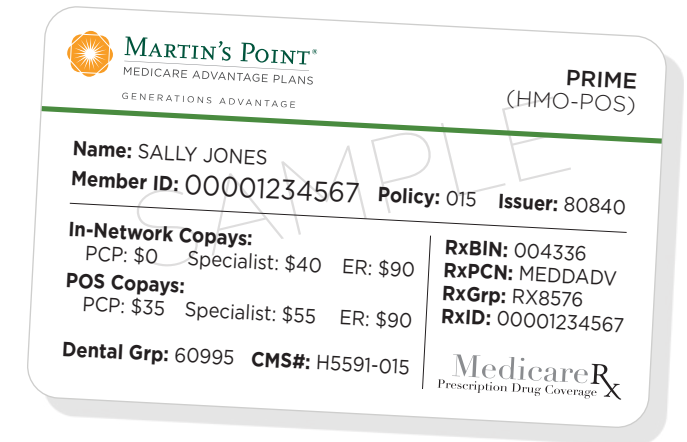 MARTIN'S POINT®
MEDICARE ADVANTAGE PLANS
GENERATIONS ADVANTAGE
PRIME
(HMO-POS)
SAMPLE
Name: SALLY JONES
Member ID: 00001234567 Policy: 015 Issuer: 80840
In-Network Copays:
PCP: $0 Specialist: $40 ER: $90
POS Copays:
PCP: $35 Specialist: $55 ER: $90
Dental Grp: 60995 CMS#: H5591-015
RxBIN: 004336
RxPCN: MEDDADV
RxGrp: RX8576
RxID: 00001234567
MedicareRx
Prescription Drug Coverage